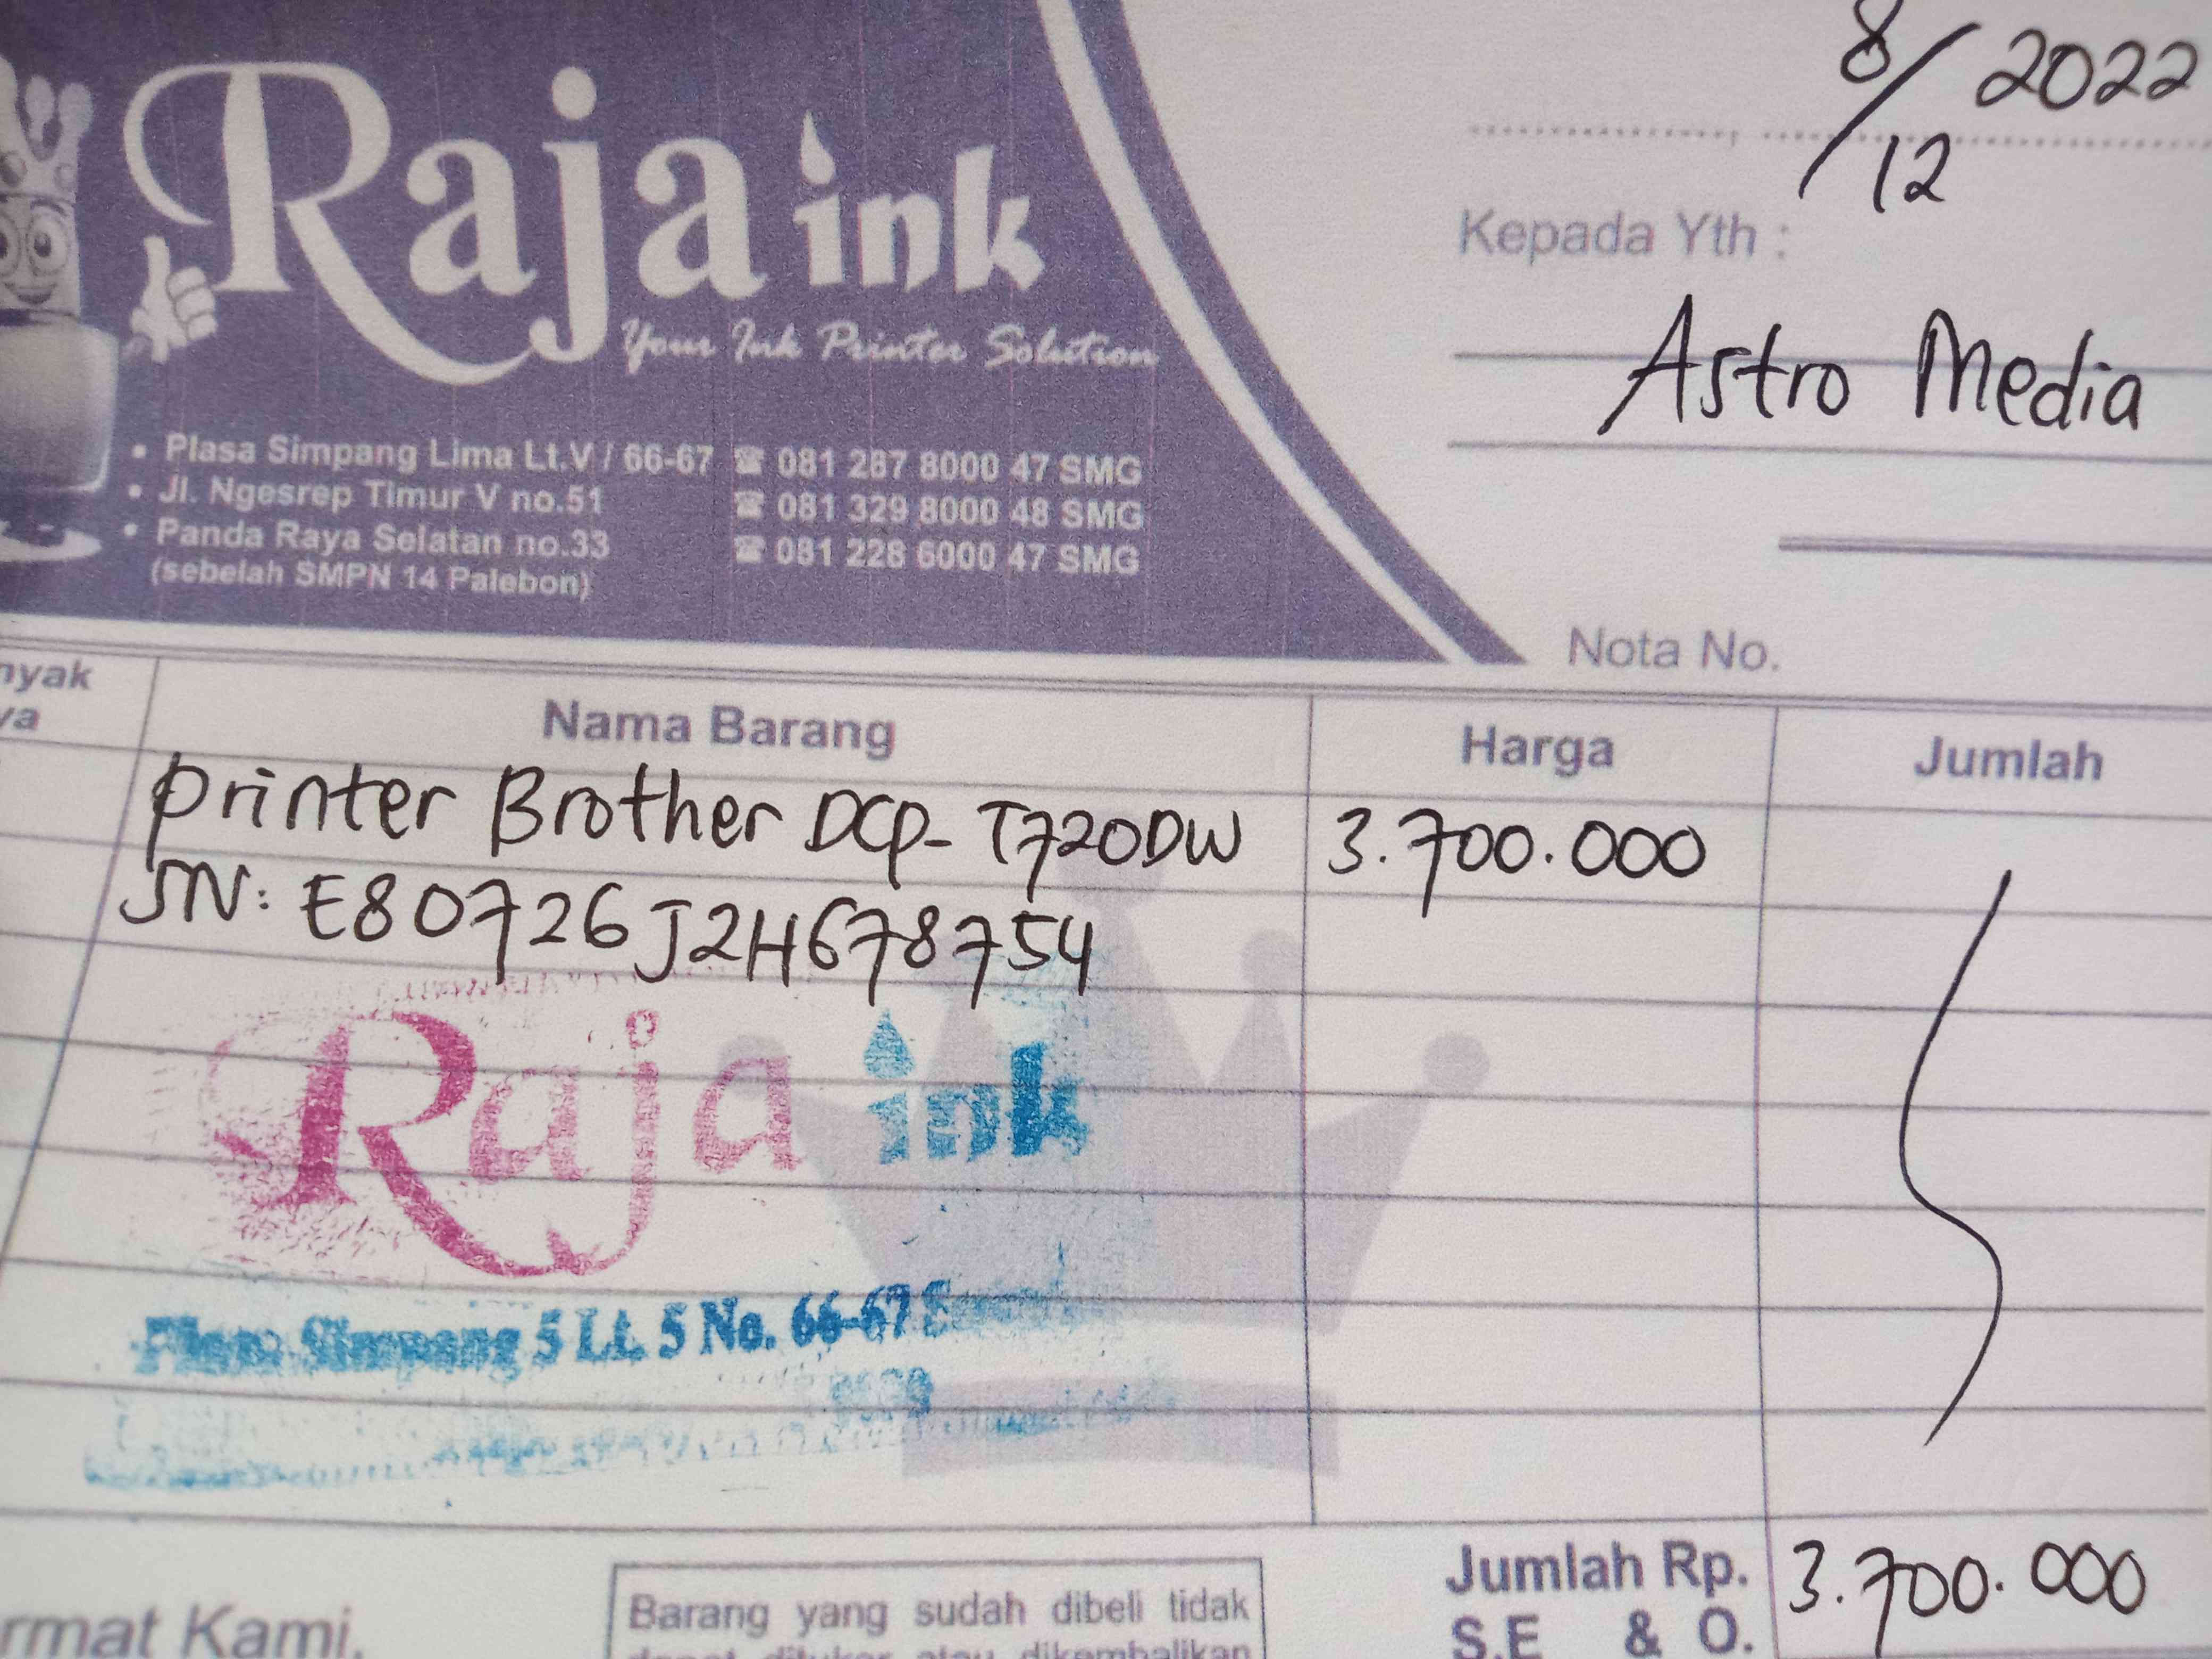 Raja ink
Your Ink Printer Solution
• Plasa Simpang Lima Lt.V / 66-67 ☎ 081 287 8000 47 SMG
• Jl. Ngesrep Timur V no.51 ☎ 081 329 8000 48 SMG
• Panda Raya Selatan no.33 ☎ 081 228 6000 47 SMG
(sebelah SMPN 14 Palebon)
8/12 2022
Kepada Yth :
Astro Media
Nota No.
nyak
ya
Nama Barang Harga Jumlah
Printer Brother DCP-T720DW 3.700.000
SN: E80726J2H678754
Raja ink
Simpang 5 Lt. 5 No. 66-67
Jumlah Rp. 3.700.000
S.E & O.
rmat Kami,
Barang yang sudah dibeli tidak
dapat ditukar atau dikembalikan